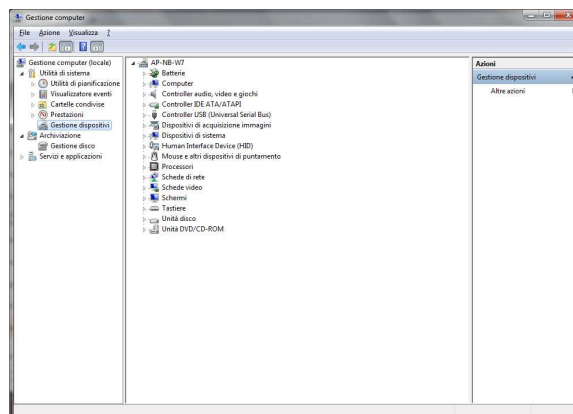 Gestione computer
File Azione Visualizza ?
Gestione computer (locale)
Utilità di sistema
Utilità di pianificazione
Visualizzatore eventi
Cartelle condivise
Prestazioni
Gestione dispositivi
Archiviazione
Gestione disco
Servizi e applicazioni
AP-NB-W7
Batterie
Computer
Controller audio, video e giochi
Controller IDE ATA/ATAPI
Controller USB (Universal Serial Bus)
Dispositivi di acquisizione immagini
Dispositivi di sistema
Human Interface Device (HID)
Mouse e altri dispositivi di puntamento
Processori
Schede di rete
Schede video
Schermi
Tastiere
Unità disco
Unità DVD/CD-ROM
Azioni
Gestione dispositivi
Altre azioni